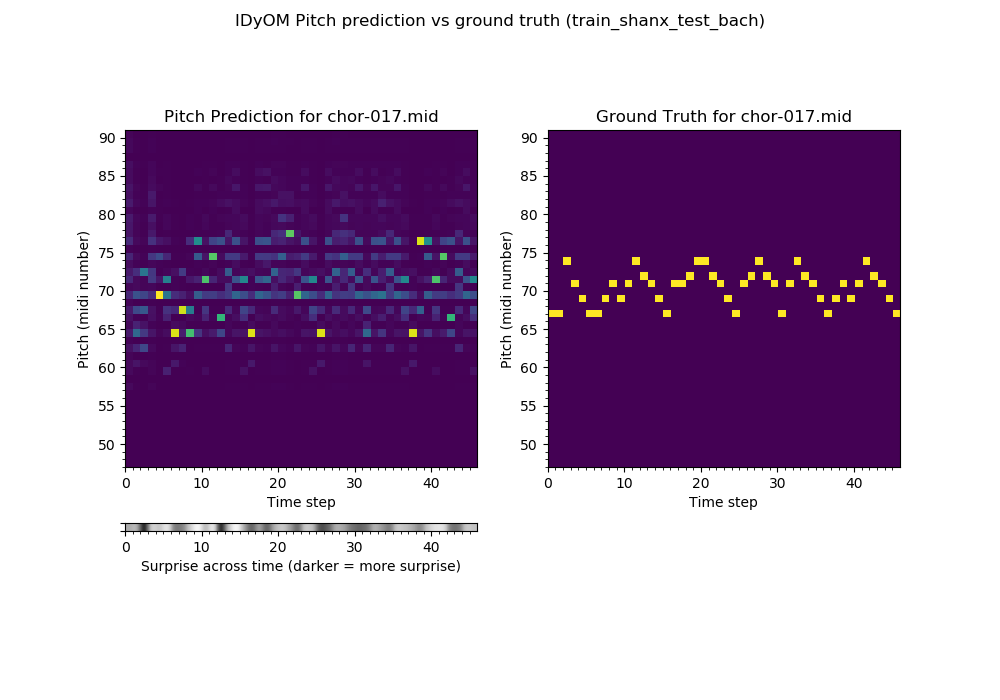 IDyOM Pitch prediction vs ground truth (train_shanx_test_bach)
Pitch Prediction for chor-017.mid
Pitch (midi number)
90
85
80
75
70
65
60
55
50
0 10 20 30 40
Time step
0 10 20 30 40
Surprise across time (darker = more surprise)
Ground Truth for chor-017.mid
Pitch (midi number)
90
85
80
75
70
65
60
55
50
0 10 20 30 40
Time step